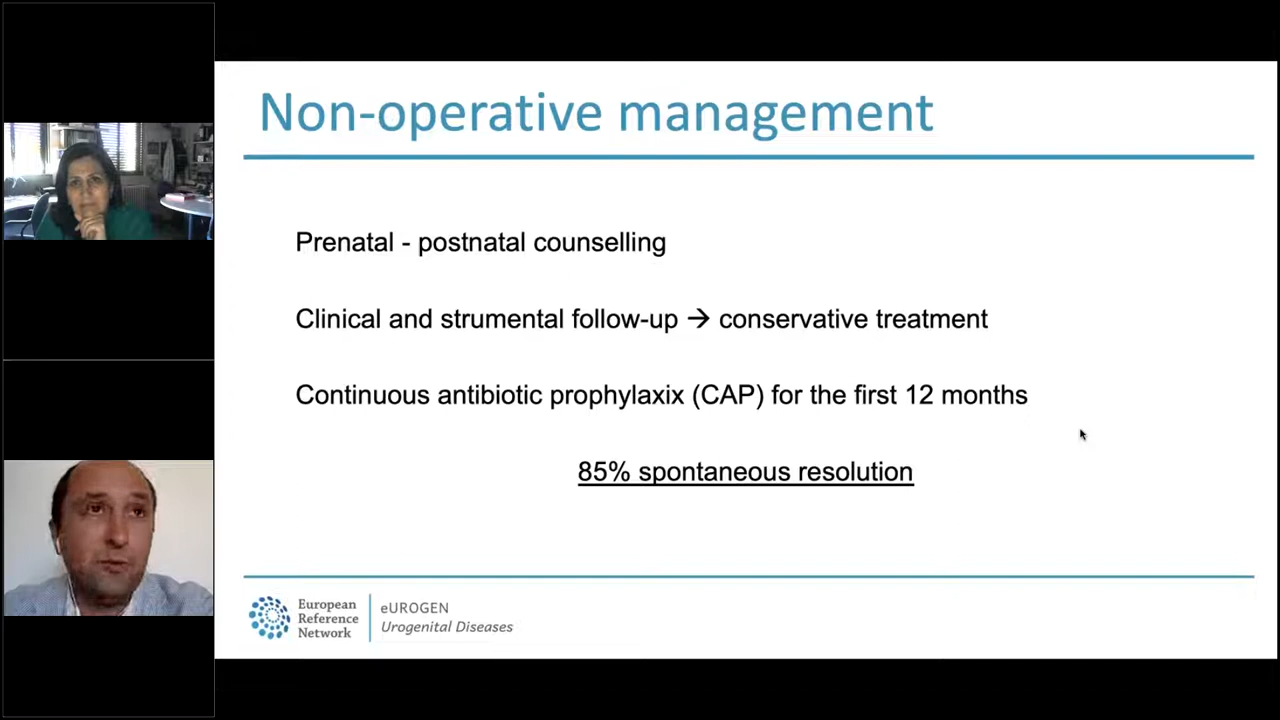 Non-operative management
Prenatal - postnatal counselling
Clinical and strumental follow-up → conservative treatment
Continuous antibiotic prophylaxix (CAP) for the first 12 months
85% spontaneous resolution
European
Reference
Network
eUROGEN
Urogenital Diseases